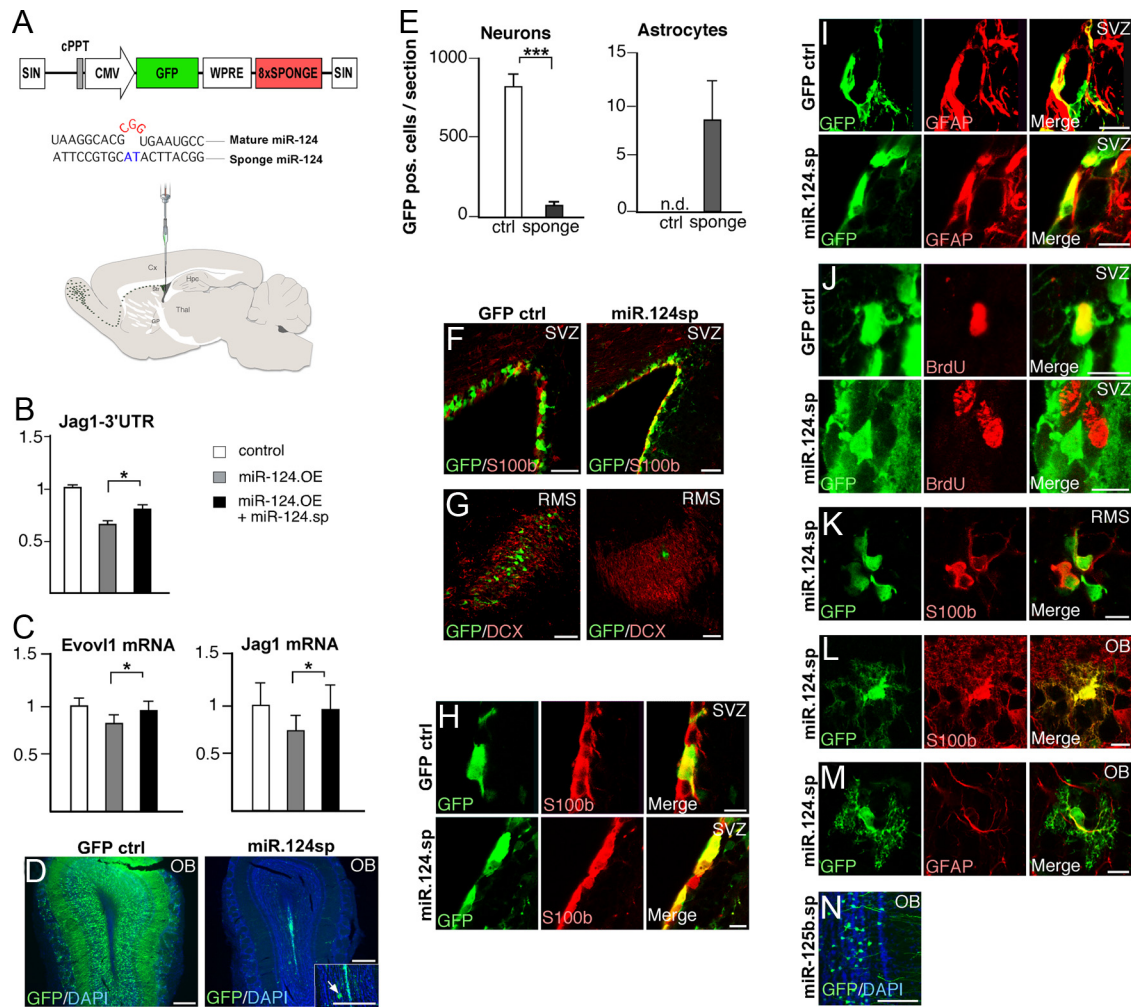 A
cPPT
SIN
CMV
GFP
WPRE
8xSPONGE
SIN
CGG
UAAGGCACG UGAAUGCC
Mature miR-124
ATTCCGTGCATACTTACGG
Sponge miR-124
Cx
Hpc
Thal
B
Jag1-3'UTR
1.5
1
0.5
*
control
miR-124.OE
miR-124.OE
+ miR-124.sp
C
Evovl1 mRNA
1.5
1
0.5
*
Jag1 mRNA
1.5
1
0.5
*
D
GFP ctrl
OB
GFP/DAPI
miR.124sp
OB
GFP/DAPI
E
GFP pos. cells / section
Neurons
***
1000
500
0
ctrl sponge
Astrocytes
15
10
5
0
n.d.
ctrl sponge
GFP ctrl
miR.124sp
F
SVZ
GFP/S100b
SVZ
GFP/S100b
G
RMS
GFP/DCX
RMS
GFP/DCX
H
GFP ctrl
GFP
S100b
SVZ
Merge
miR.124.sp
GFP
S100b
SVZ
Merge
I
GFP ctrl
GFP
GFAP
SVZ
Merge
miR.124.sp
GFP
GFAP
SVZ
Merge
J
GFP ctrl
GFP
BrdU
SVZ
Merge
miR.124.sp
GFP
BrdU
SVZ
Merge
K
miR.124.sp
GFP
S100b
RMS
Merge
L
miR.124.sp
GFP
S100b
OB
Merge
M
miR.124.sp
GFP
GFAP
OB
Merge
N
miR-125b.sp
OB
GFP/DAPI